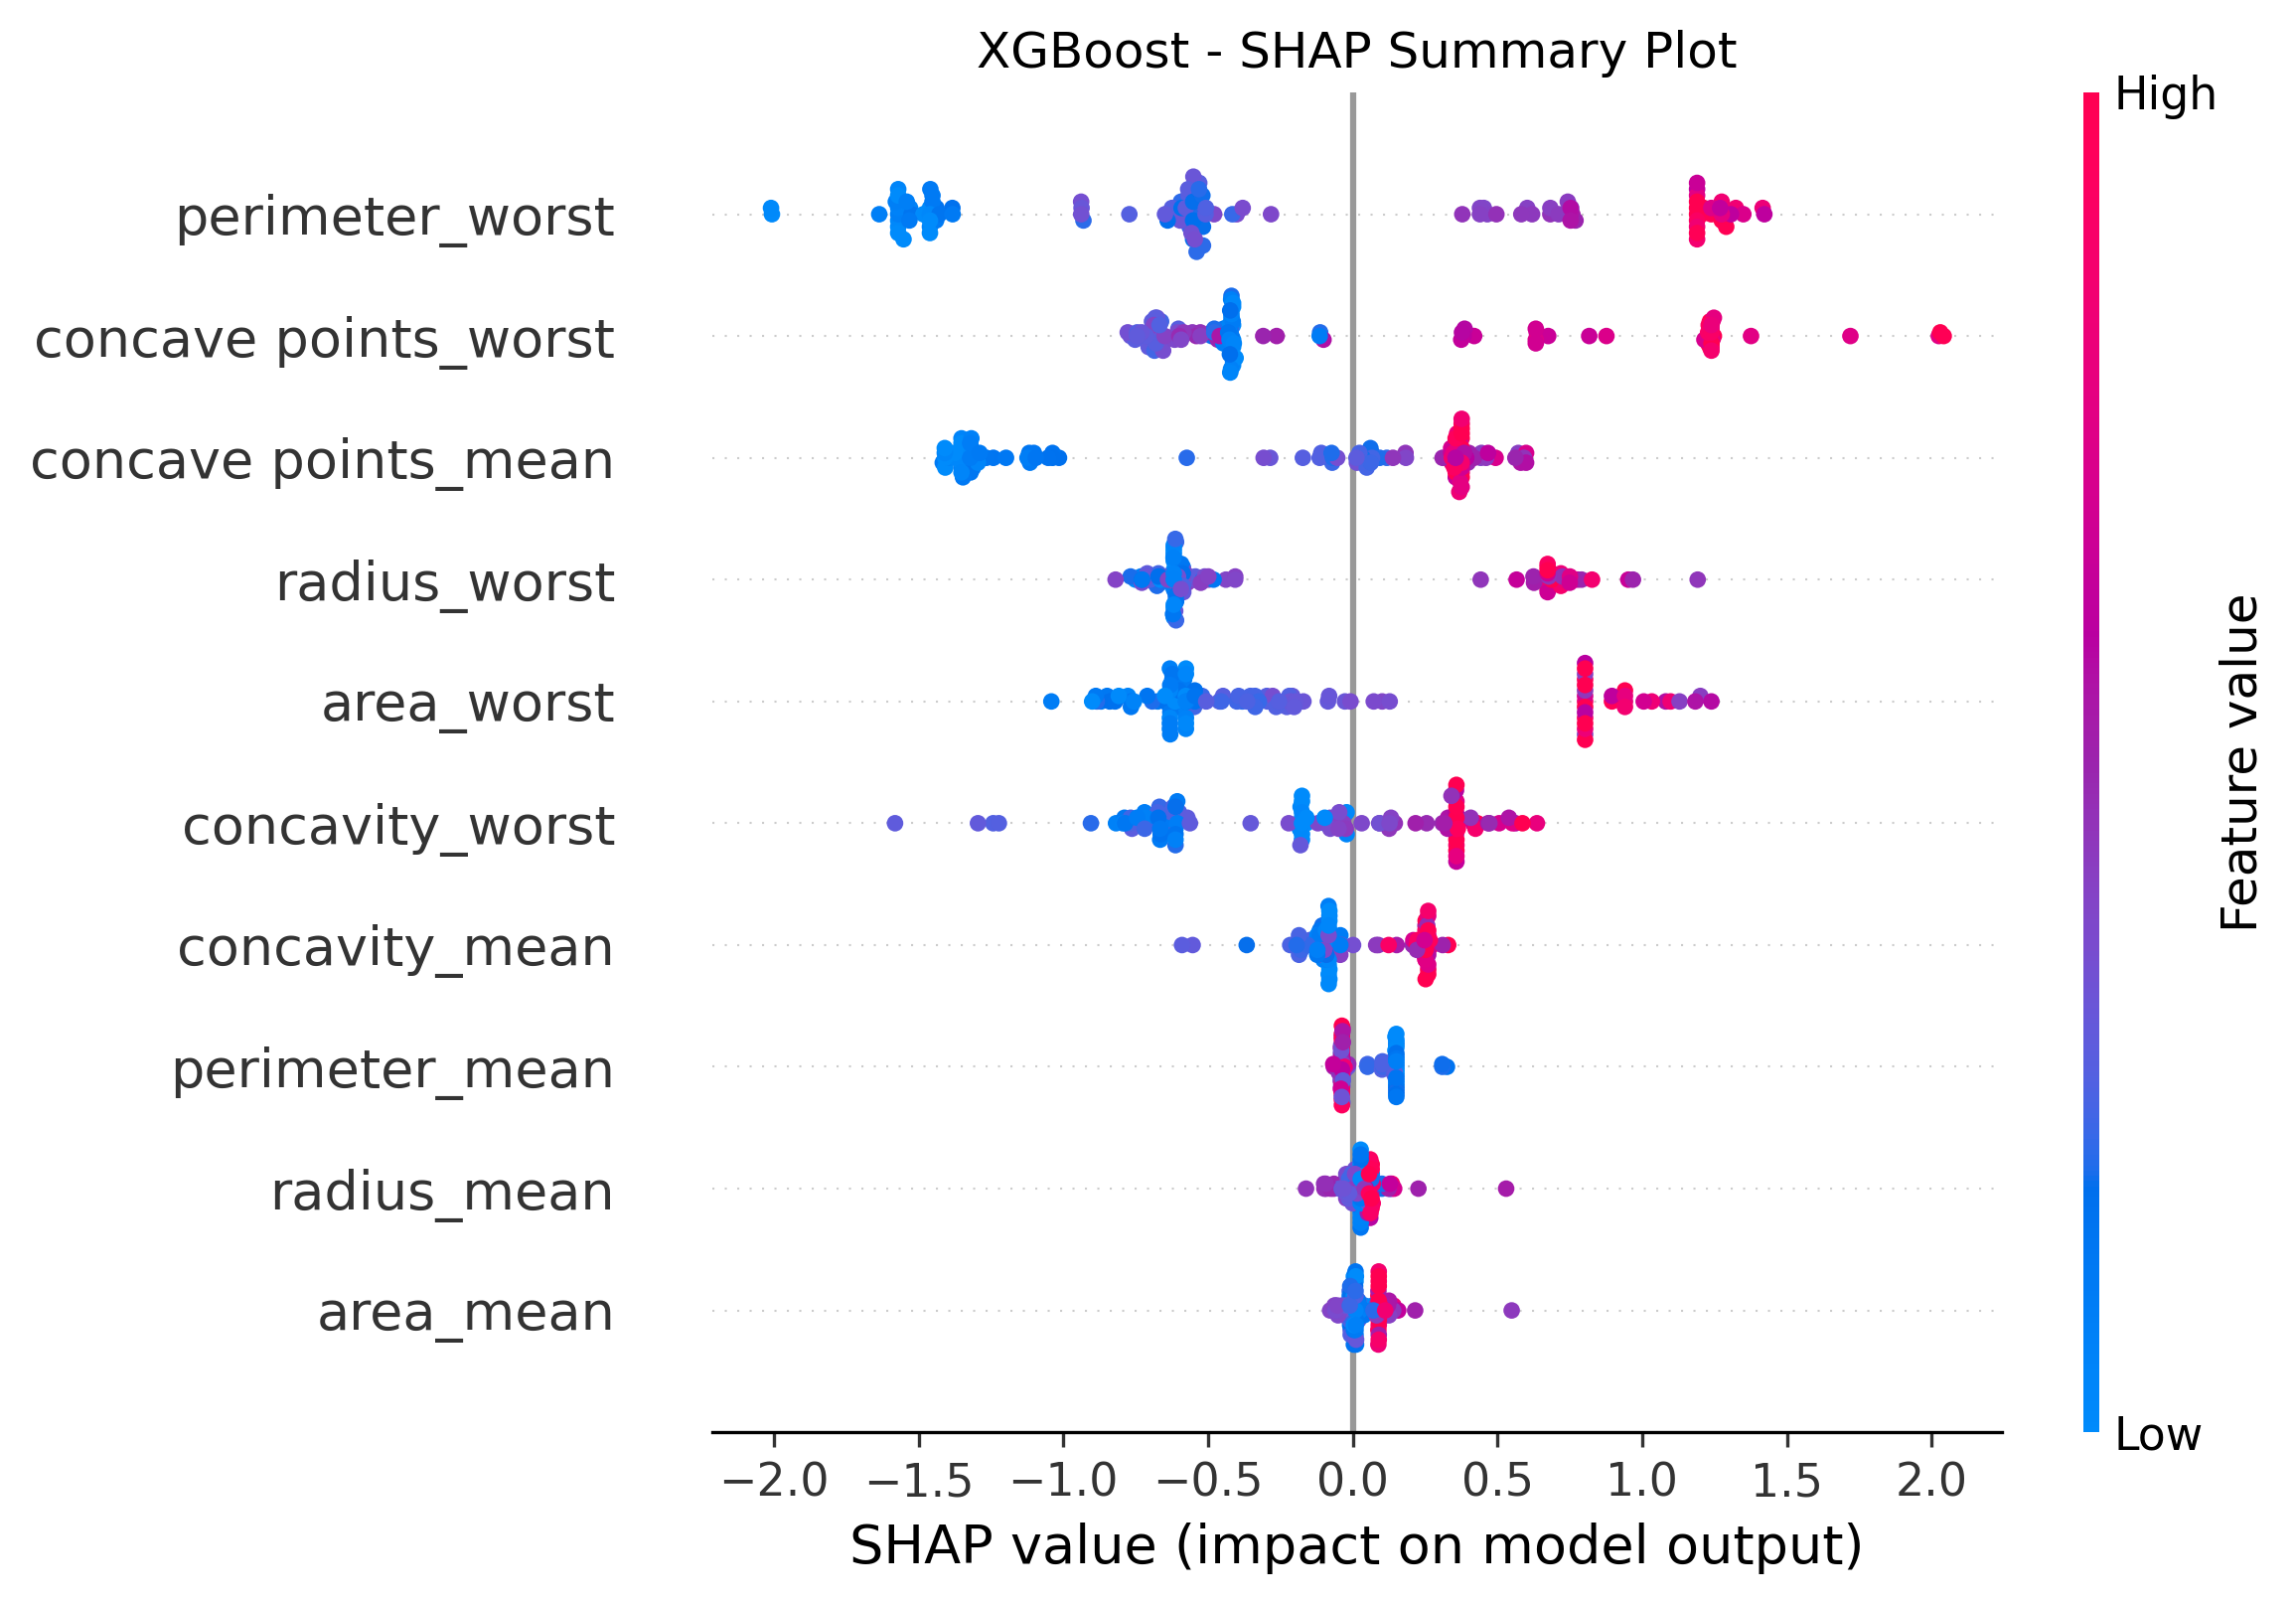 XGBoost - SHAP Summary Plot
High
perimeter_worst
concave points_worst
concave points_mean
radius_worst
area_worst
concavity_worst
concavity_mean
perimeter_mean
radius_mean
area_mean
Feature value
Low
−2.0 −1.5 −1.0 −0.5 0.0 0.5 1.0 1.5 2.0
SHAP value (impact on model output)